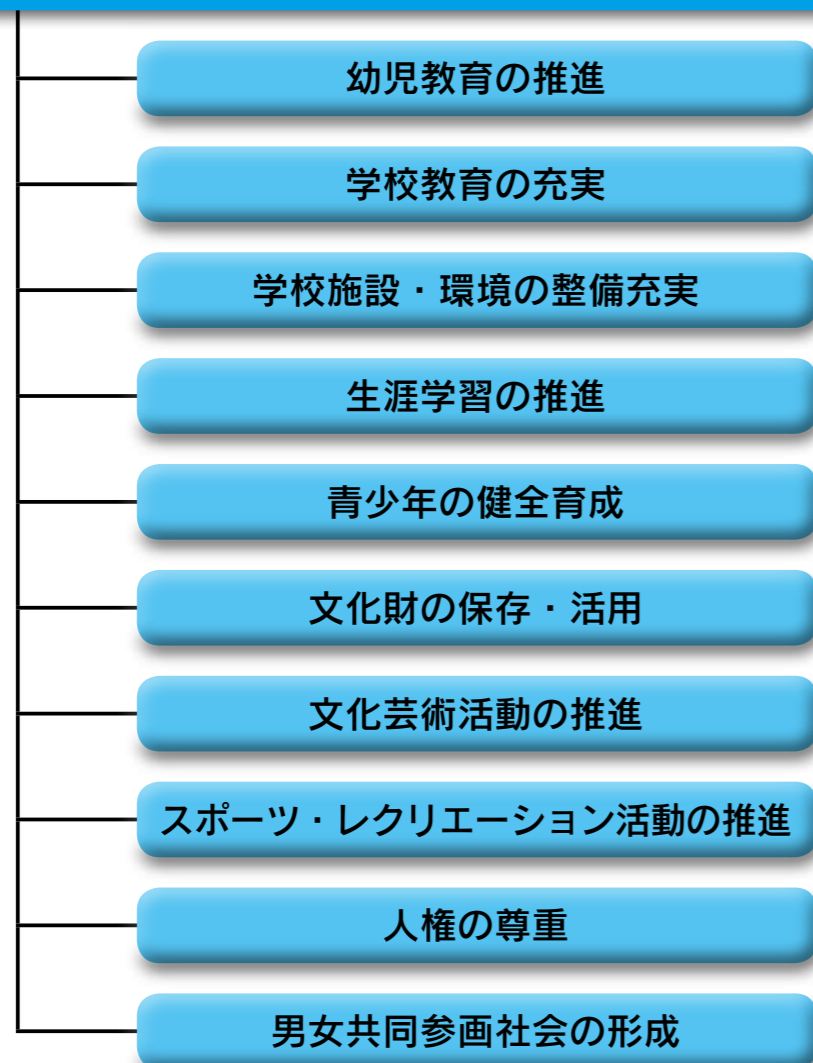 幼児教育の推進
学校教育の充実
学校施設・環境の整備充実
生涯学習の推進
青少年の健全育成
文化財の保存・活用
文化芸術活動の推進
スポーツ・レクリエーション活動の推進
人権の尊重
男女共同参画社会の形成